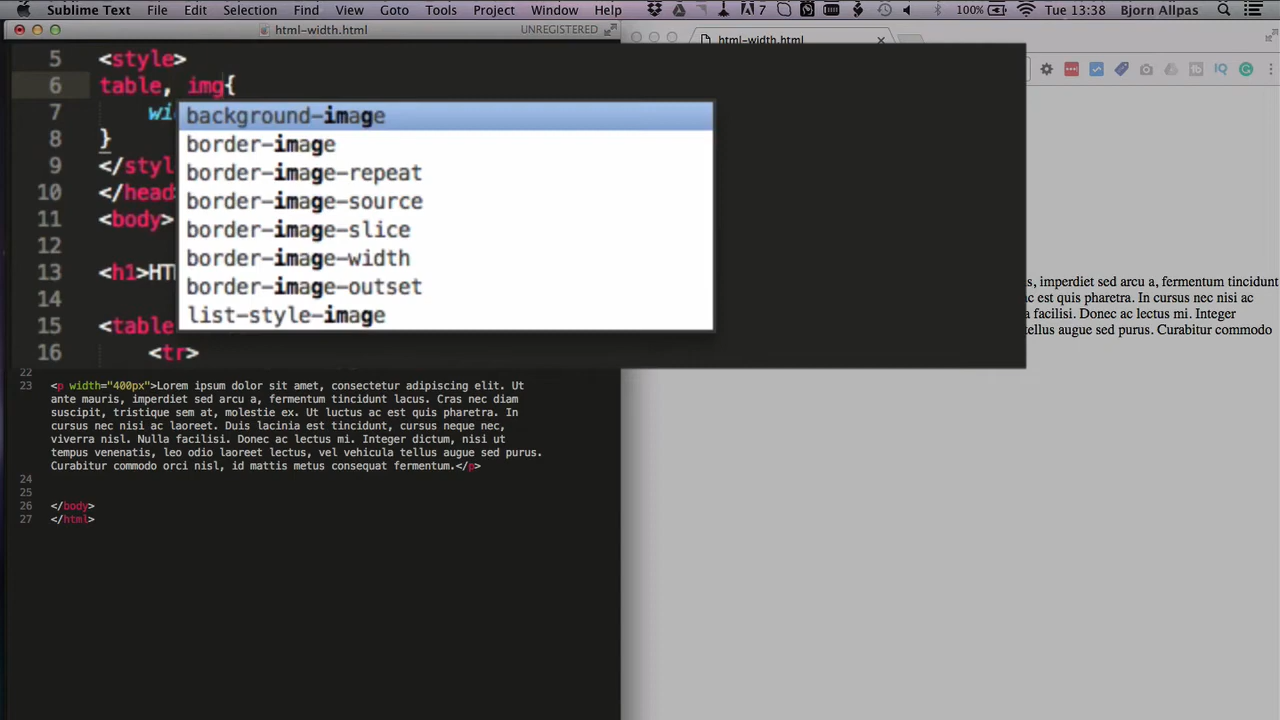 Sublime Text File Edit Selection Find View Goto Tools Project Window Help 7 100% Tue 13:38 Bjorn Allpas
html-width.html UNREGISTERED
html-width.html
5 <style>
6 table, img{
7 wi
8 }
9 </styl
10 </head
11 <body>
12
13 <h1>HT
14
15 <table
16 <tr>
background-image
border-image
border-image-repeat
border-image-source
border-image-slice
border-image-width
border-image-outset
list-style-image
22
23 <p width="400px">Lorem ipsum dolor sit amet, consectetur adipiscing elit. Ut
ante mauris, imperdiet sed arcu a, fermentum tincidunt lacus. Cras nec diam
suscipit, tristique sem at, molestie ex. Ut luctus ac est quis pharetra. In
cursus nec nisi ac laoreet. Duis lacinia est tincidunt, cursus neque nec,
viverra nisl. Nulla facilisi. Donec ac lectus mi. Integer dictum, nisi ut
tempus venenatis, leo odio laoreet lectus, vel vehicula tellus augue sed purus.
Curabitur commodo orci nisl, id mattis metus consequat fermentum.</p>
24
25
26 </body>
27 </html>
IQ
s, imperdiet sed arcu a, fermentum tincidunt
c est quis pharetra. In cursus nec nisi ac
a facilisi. Donec ac lectus mi. Integer
tellus augue sed purus. Curabitur commodo